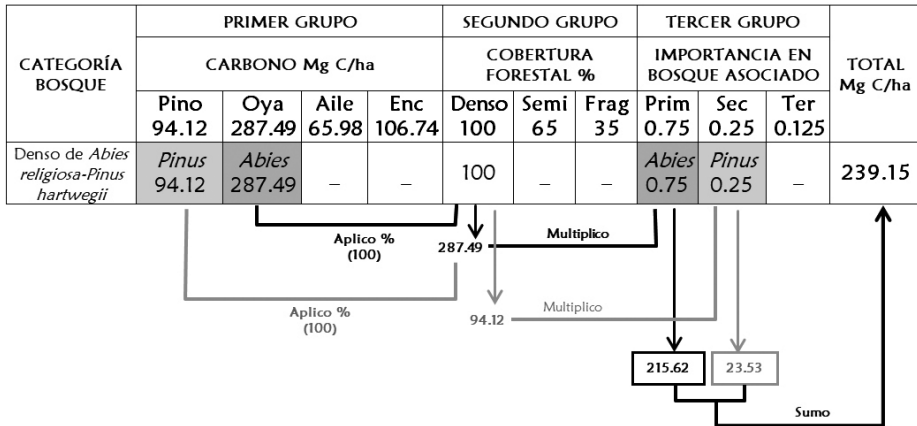 PRIMER GRUPO SEGUNDO GRUPO TERCER GRUPO
CATEGORÍA BOSQUE CARBONO Mg C/ha COBERTURA FORESTAL % IMPORTANCIA EN BOSQUE ASOCIADO TOTAL Mg C/ha
Pino Oya Aile Enc Denso Semi Frag Prim Sec Ter
94.12 287.49 65.98 106.74 100 65 35 0.75 0.25 0.125
Denso de Abies religiosa-Pinus hartwegii Pinus 94.12 Abies 287.49 – – 100 – – Abies 0.75 Pinus 0.25 – 239.15
Aplico % (100)
287.49
Multiplico
Aplico % (100)
94.12
Multiplico
215.62 23.53
Sumo